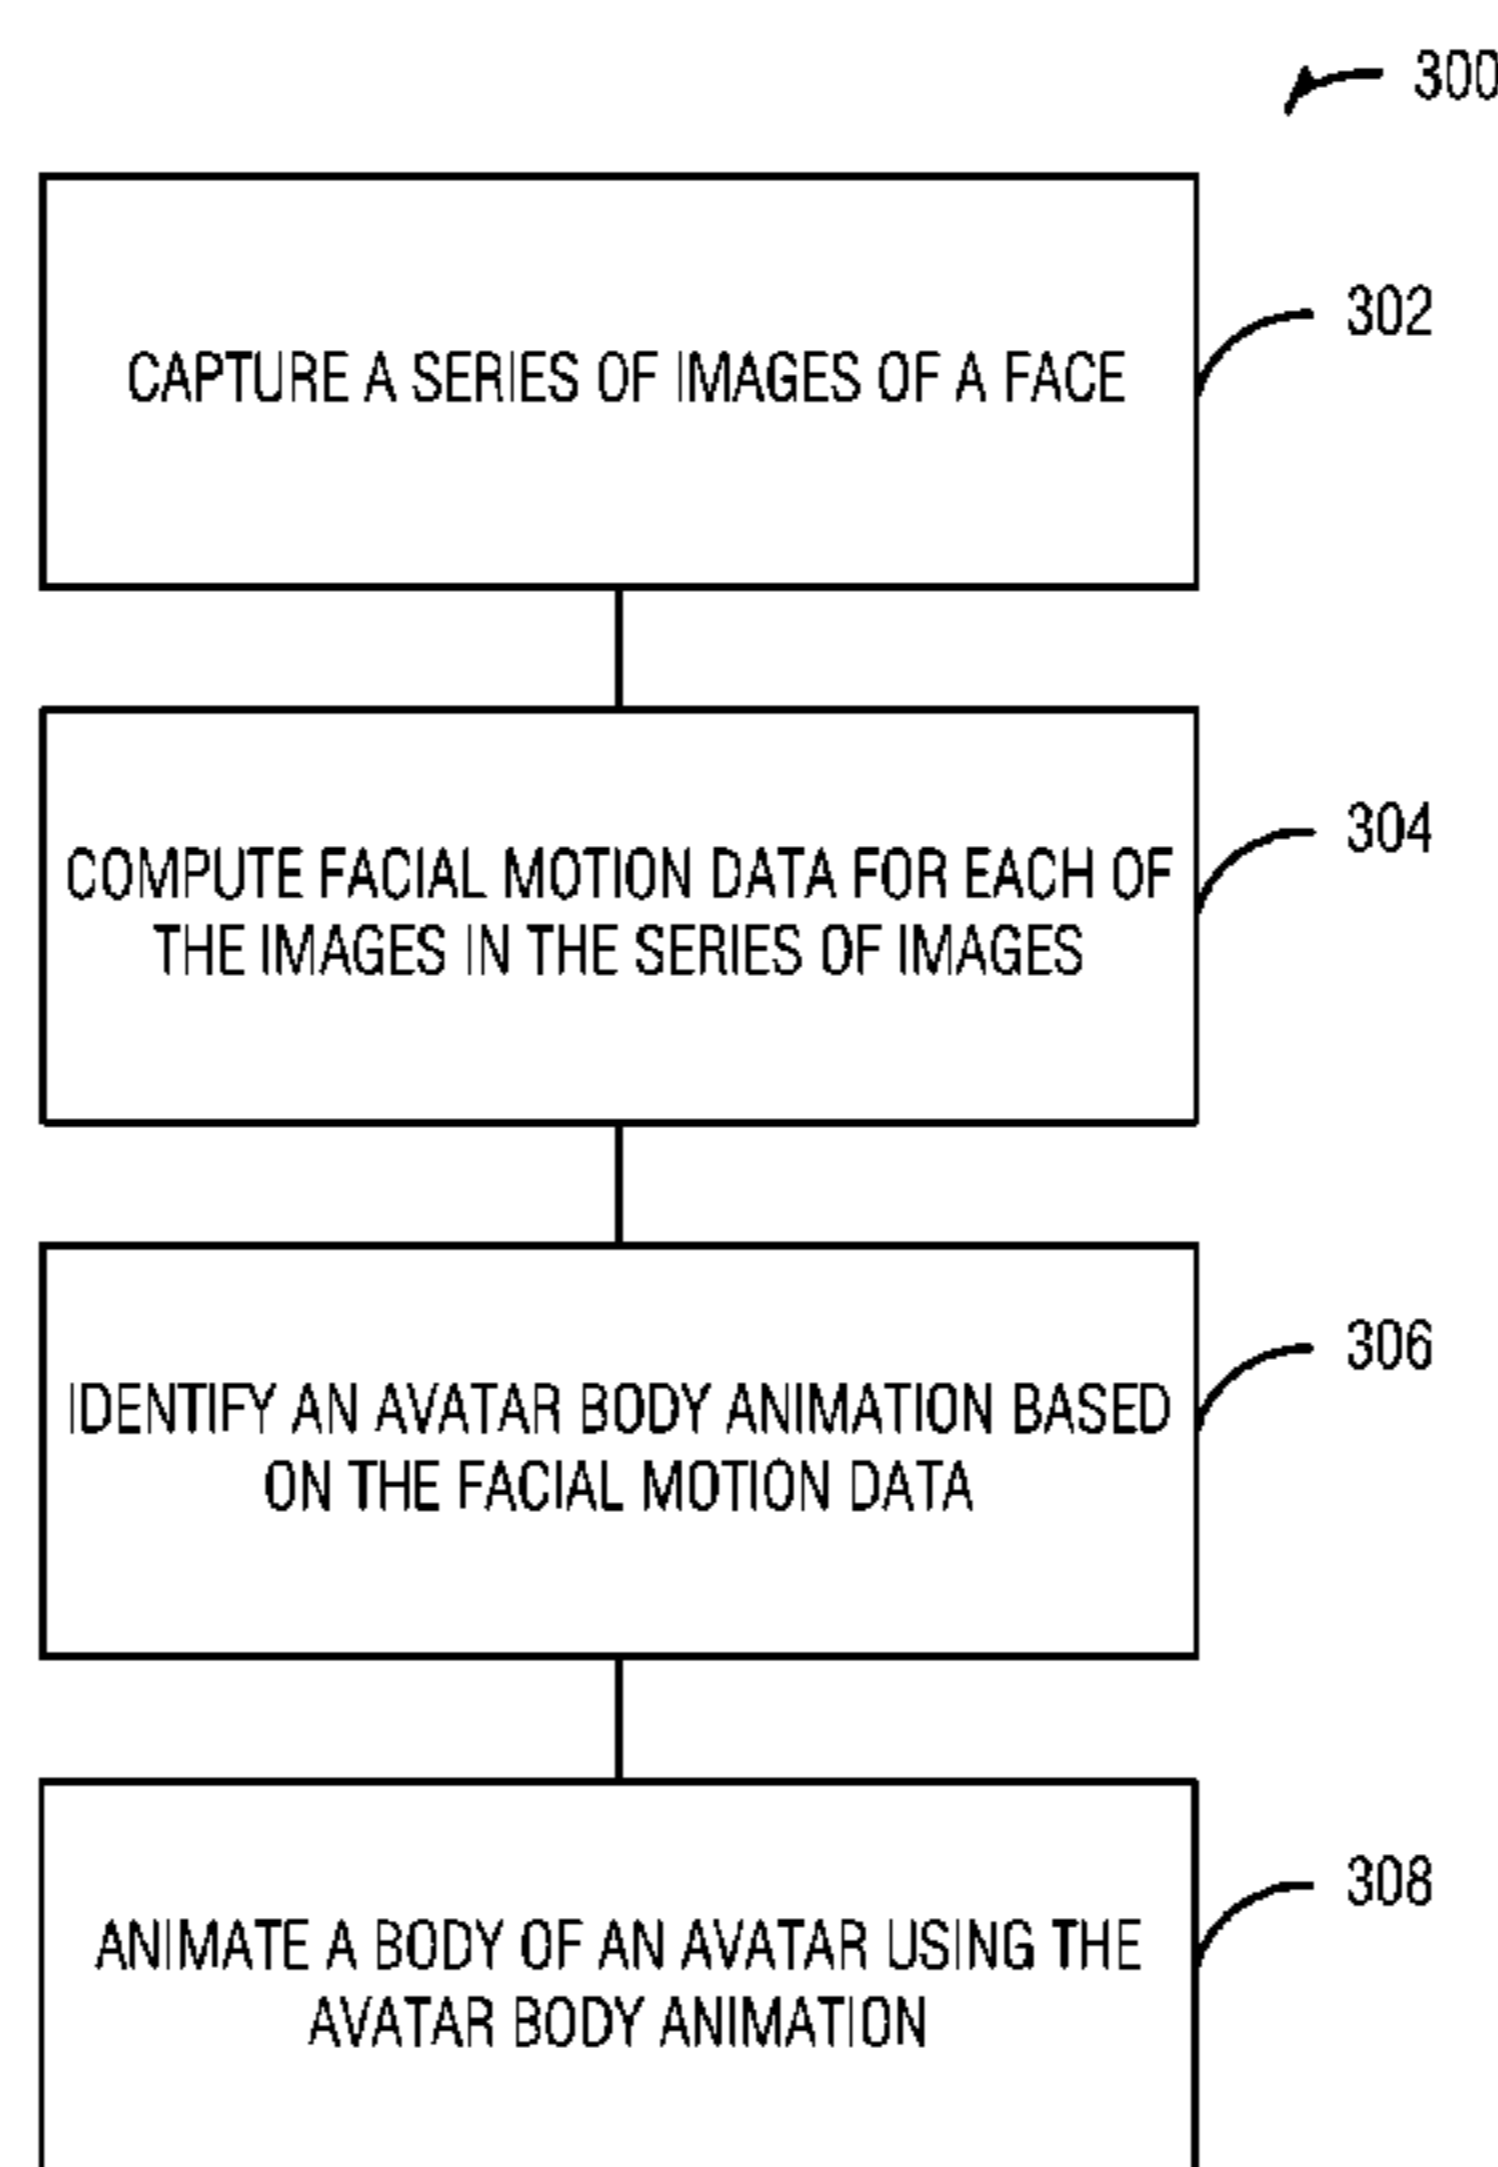 300
CAPTURE A SERIES OF IMAGES OF A FACE
302
COMPUTE FACIAL MOTION DATA FOR EACH OF
THE IMAGES IN THE SERIES OF IMAGES
304
IDENTIFY AN AVATAR BODY ANIMATION BASED
ON THE FACIAL MOTION DATA
306
ANIMATE A BODY OF AN AVATAR USING THE
AVATAR BODY ANIMATION
308